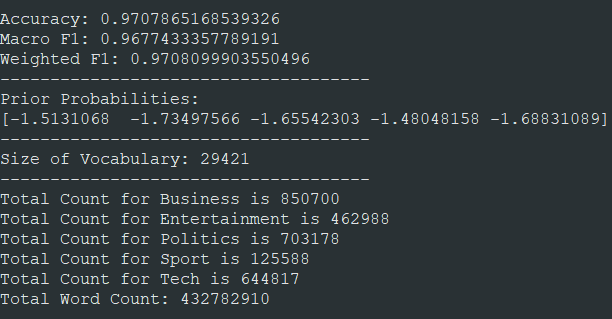 Accuracy: 0.9707865168539326
Macro F1: 0.9677433357789191
Weighted F1: 0.9708099903550496
-------------------------------------
Prior Probabilities:
[-1.5131068  -1.73497566 -1.65542303 -1.48048158 -1.68831089]
-------------------------------------
Size of Vocabulary: 29421
-------------------------------------
Total Count for Business is 850700
Total Count for Entertainment is 462988
Total Count for Politics is 703178
Total Count for Sport is 125588
Total Count for Tech is 644817
Total Word Count: 432782910